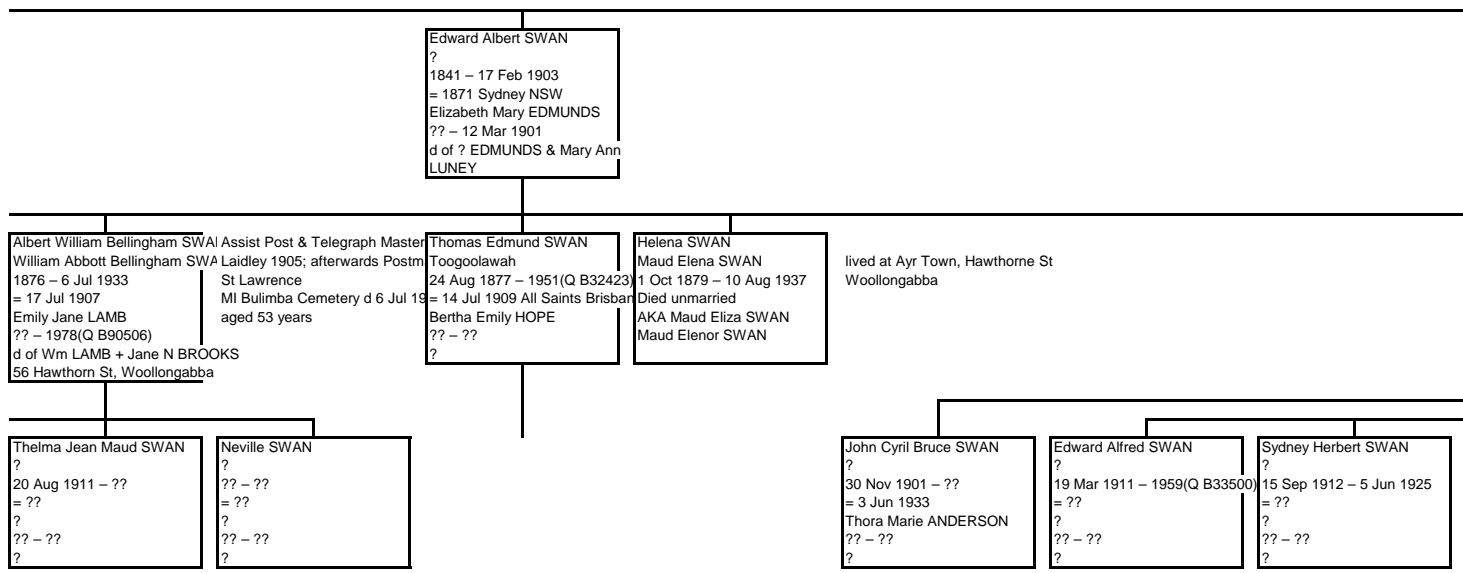 Edward Albert SWAN
?
1841 – 17 Feb 1903
= 1871 Sydney NSW
Elizabeth Mary EDMUNDS
?? – 12 Mar 1901
d of ? EDMUNDS & Mary Ann
LUNEY
Albert William Bellingham SWA
William Abbott Bellingham SWA
1876 – 6 Jul 1933
= 17 Jul 1907
Emily Jane LAMB
?? – 1978(Q B90506)
d of Wm LAMB + Jane N BROOKS
56 Hawthorn St, Woollongabba
Assist Post & Telegraph Master
Laidley 1905; afterwards Postm
St Lawrence
MI Bulimba Cemetery d 6 Jul 19
aged 53 years
Thomas Edmund SWAN
Toogoolawah
24 Aug 1877 – 1951(Q B32423)
= 14 Jul 1909 All Saints Brisban
Bertha Emily HOPE
?? – ??
?
Helena SWAN
Maud Elena SWAN
1 Oct 1879 – 10 Aug 1937
Died unmarried
AKA Maud Eliza SWAN
Maud Elenor SWAN
lived at Ayr Town, Hawthorne St
Woollongabba
Thelma Jean Maud SWAN
?
20 Aug 1911 – ??
= ??
?
?? – ??
?
Neville SWAN
?
?? – ??
= ??
?
?? – ??
?
John Cyril Bruce SWAN
?
30 Nov 1901 – ??
= 3 Jun 1933
Thora Marie ANDERSON
?? – ??
?
Edward Alfred SWAN
?
19 Mar 1911 – 1959(Q B33500)
= ??
?
?? – ??
?
Sydney Herbert SWAN
?
15 Sep 1912 – 5 Jun 1925
= ??
?
?? – ??
?